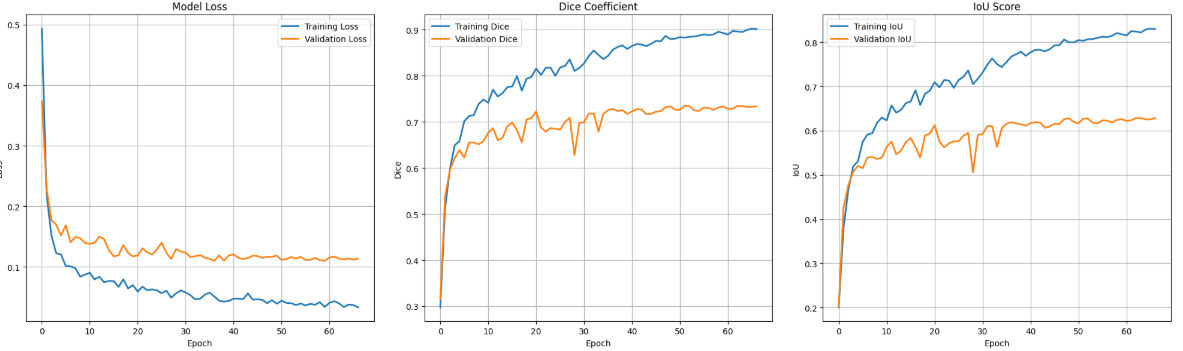 Model Loss
0.5
0.4
0.3
0.2
0.1
Training Loss
Validation Loss
0 10 20 30 40 50 60
Epoch
Dice Coefficient
Dice
0.9
0.8
0.7
0.6
0.5
0.4
0.3
Training Dice
Validation Dice
0 10 20 30 40 50 60
Epoch
IoU Score
IoU
0.8
0.7
0.6
0.5
0.4
0.3
0.2
Training IoU
Validation IoU
0 10 20 30 40 50 60
Epoch